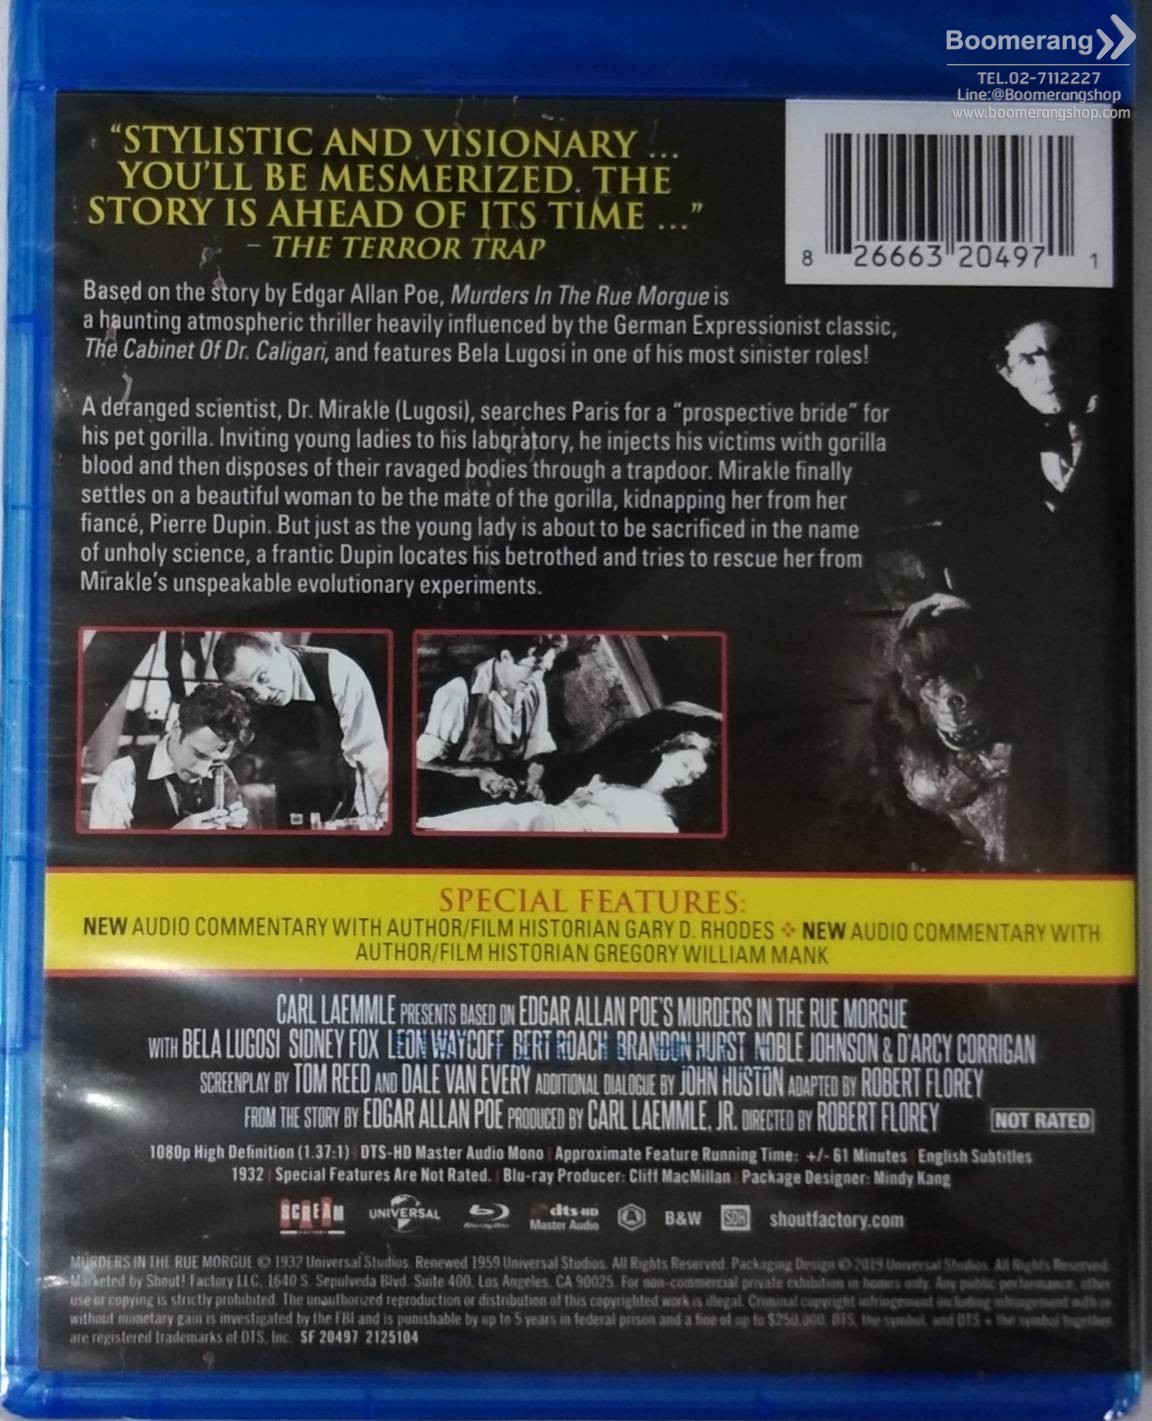 Boomerang
TEL.02-7112227
Line:@Boomerangshop
www.boomerangshop.com
“STYLISTIC AND VISIONARY ...
YOU’LL BE MESMERIZED. THE
STORY IS AHEAD OF ITS TIME ...”
– THE TERROR TRAP
8 26663 20497 1
Based on the story by Edgar Allan Poe, Murders In The Rue Morgue is
a haunting atmospheric thriller heavily influenced by the German Expressionist classic,
The Cabinet Of Dr. Caligari, and features Bela Lugosi in one of his most sinister roles!
A deranged scientist, Dr. Mirakle (Lugosi), searches Paris for a “prospective bride” for
his pet gorilla. Inviting young ladies to his laboratory, he injects his victims with gorilla
blood and then disposes of their ravaged bodies through a trapdoor. Mirakle finally
settles on a beautiful woman to be the mate of the gorilla, kidnapping her from her
fiancé, Pierre Dupin. But just as the young lady is about to be sacrificed in the name
of unholy science, a frantic Dupin locates his betrothed and tries to rescue her from
Mirakle’s unspeakable evolutionary experiments.
SPECIAL FEATURES:
NEW AUDIO COMMENTARY WITH AUTHOR/FILM HISTORIAN GARY D. RHODES ❖ NEW AUDIO COMMENTARY WITH
AUTHOR/FILM HISTORIAN GREGORY WILLIAM MANK
CARL LAEMMLE PRESENTS BASED ON EDGAR ALLAN POE’S MURDERS IN THE RUE MORGUE
WITH BELA LUGOSI SIDNEY FOX LEON WAYCOFF BERT ROACH BRANDON HURST NOBLE JOHNSON & D’ARCY CORRIGAN
SCREENPLAY BY TOM REED AND DALE VAN EVERY ADDITIONAL DIALOGUE BY JOHN HUSTON ADAPTED BY ROBERT FLOREY
FROM THE STORY BY EDGAR ALLAN POE PRODUCED BY CARL LAEMMLE, JR. DIRECTED BY ROBERT FLOREY NOT RATED
1080p High Definition (1.37:1) | DTS-HD Master Audio Mono | Approximate Feature Running Time: +/- 61 Minutes | English Subtitles
1932 | Special Features Are Not Rated. | Blu-ray Producer: Cliff MacMillan | Package Designer: Mindy Kang
SCREAM FACTORY UNIVERSAL Blu-ray Disc dts-HD Master Audio A B&W SDH shoutfactory.com
MURDERS IN THE RUE MORGUE © 1932 Universal Studios. Renewed 1959 Universal Studios. All Rights Reserved. Packaging Design © 2019 Universal Studios. All Rights Reserved.
Marketed by Shout! Factory LLC, 1640 S. Sepulveda Blvd. Suite 400, Los Angeles, CA 90025. For non-commercial private exhibition in homes only. Any public performance, other
use or copying is strictly prohibited. The unauthorized reproduction or distribution of this copyrighted work is illegal. Criminal copyright infringement including infringement with or
without monetary gain is investigated by the FBI and is punishable by up to 5 years in federal prison and a fine of up to $250,000. DTS, the symbol, and DTS + the symbol together
are registered trademarks of DTS, Inc. SF 20497 2125104